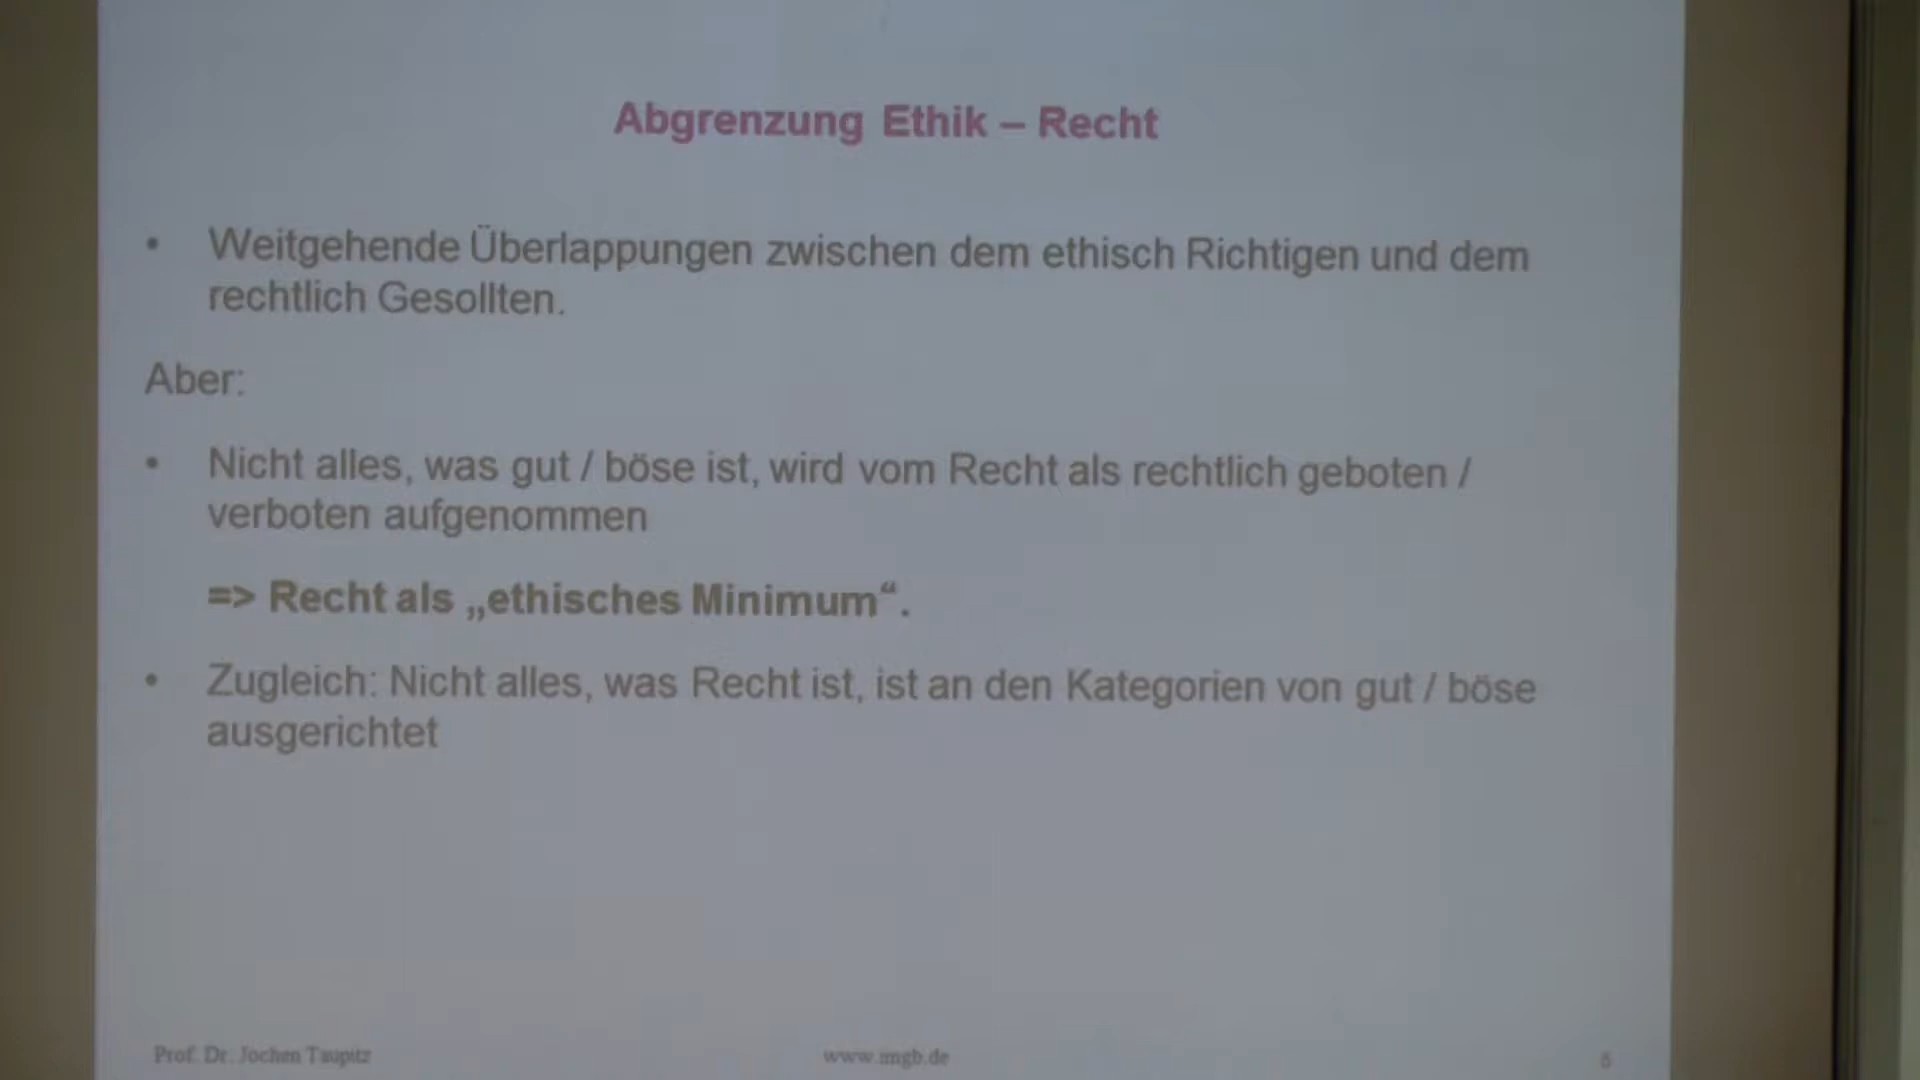 Abgrenzung Ethik – Recht
• Weitgehende Überlappungen zwischen dem ethisch Richtigen und dem
rechtlich Gesollten.
Aber:
• Nicht alles, was gut / böse ist, wird vom Recht als rechtlich geboten /
verboten aufgenommen
=> Recht als „ethisches Minimum“.
• Zugleich: Nicht alles, was Recht ist, ist an den Kategorien von gut / böse
ausgerichtet
Prof. Dr. Jochen Taupitz
www.imgb.de